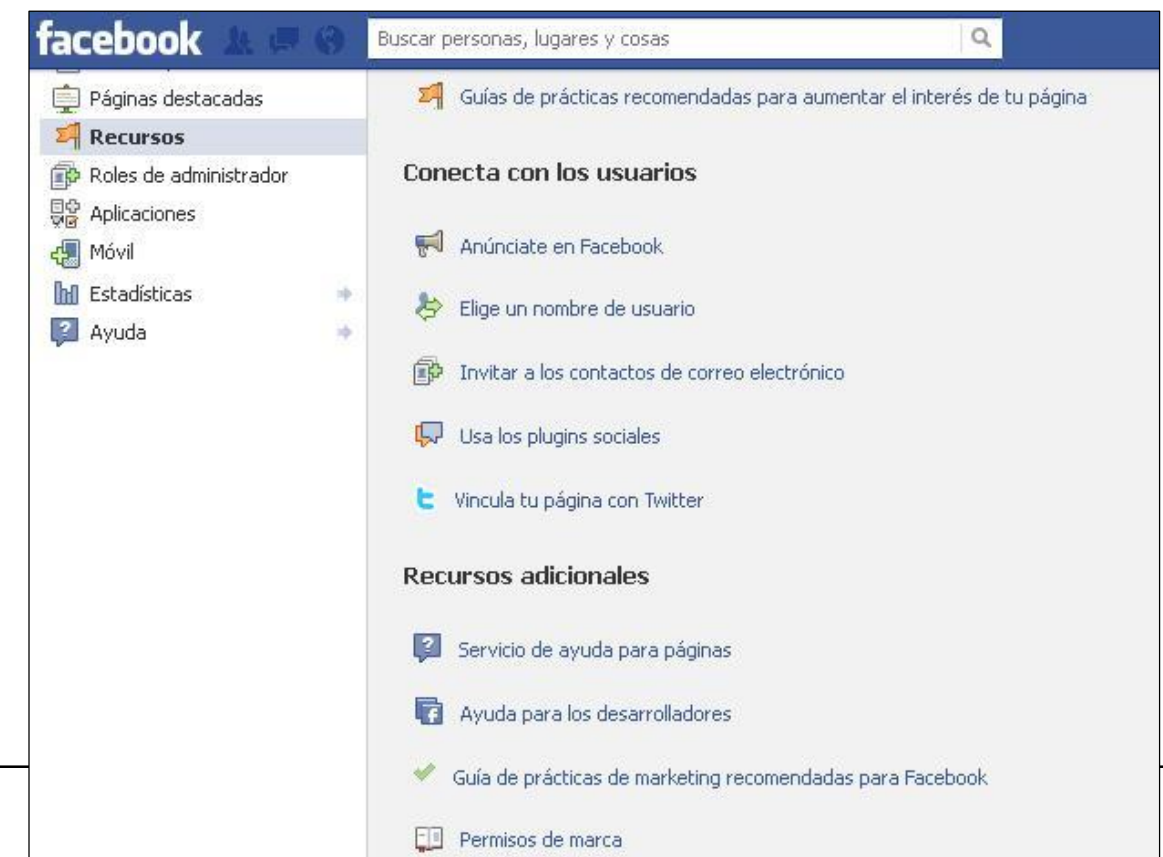 facebook
Buscar personas, lugares y cosas
Páginas destacadas
Recursos
Roles de administrador
Aplicaciones
Móvil
Estadísticas
Ayuda
Guías de prácticas recomendadas para aumentar el interés de tu página
Conecta con los usuarios
Anúnciate en Facebook
Elige un nombre de usuario
Invitar a los contactos de correo electrónico
Usa los plugins sociales
Vincula tu página con Twitter
Recursos adicionales
Servicio de ayuda para páginas
Ayuda para los desarrolladores
Guía de prácticas de marketing recomendadas para Facebook
Permisos de marca